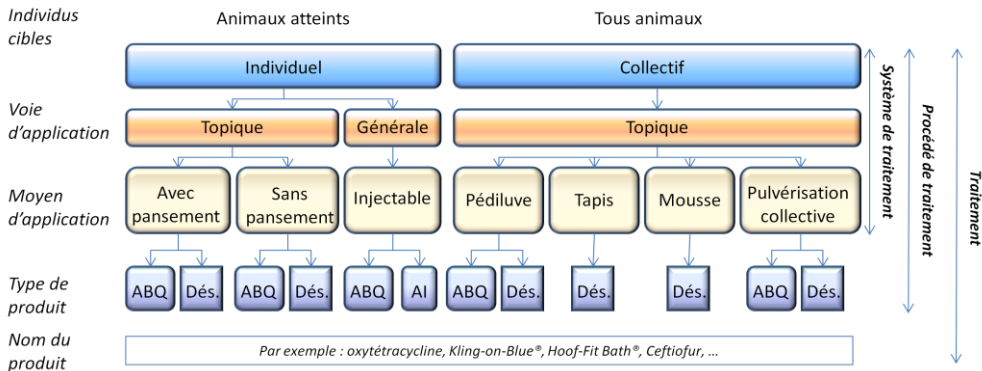 Individus
cibles
Animaux atteints
Tous animaux
Individuel
Collectif
Voie
d'application
Topique
Générale
Topique
Moyen
d'application
Avec
pansement
Sans
pansement
Injectable
Pédiluve
Tapis
Mousse
Pulvérisation
collective
Type de
produit
ABQ
Dés.
ABQ
Dés.
ABQ
AI
ABQ
Dés.
Dés.
Dés.
ABQ
Dés.
Nom du
produit
Par exemple : oxytétracycline, Kling-on-Blue®, Hoof-Fit Bath®, Ceftiofur, ...
Système de traitement
Procédé de traitement
Traitement